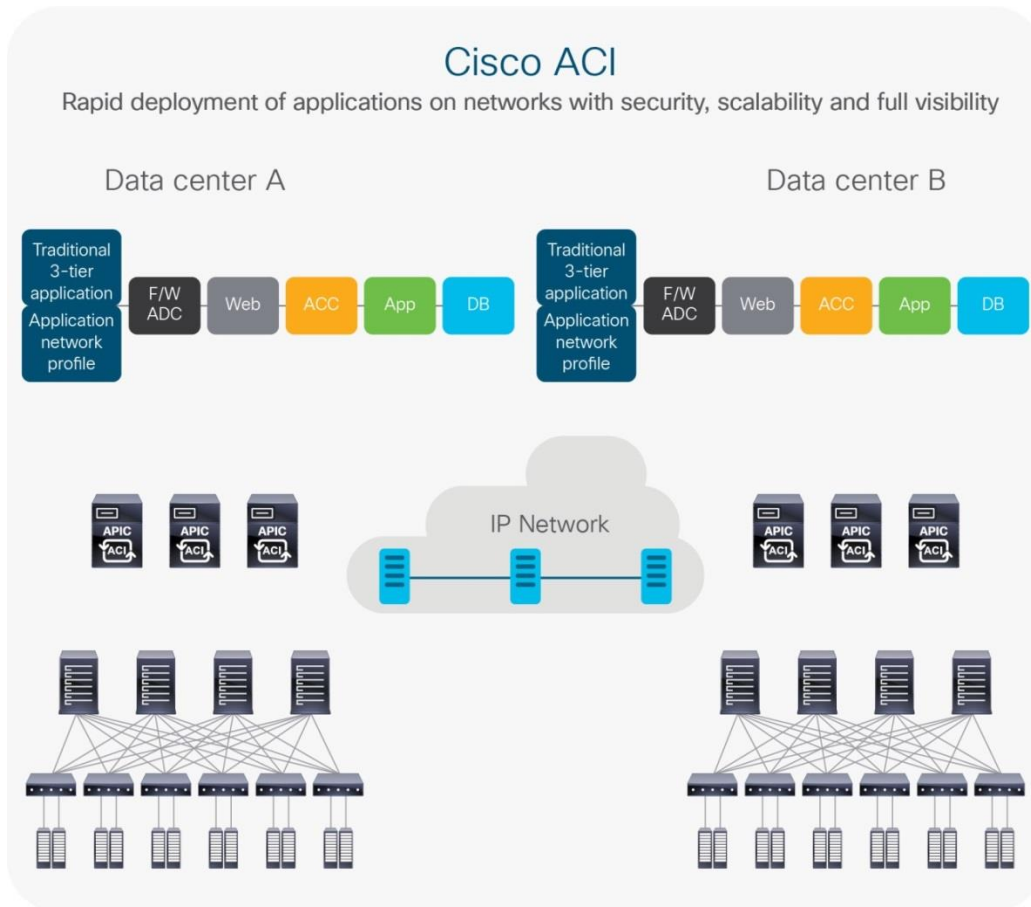 Cisco ACI
Rapid deployment of applications on networks with security, scalability and full visibility
Data center A
Data center B
Traditional
3-tier
application
Application
network
profile
F/W
ADC
Web
ACC
App
DB
Traditional
3-tier
application
Application
network
profile
F/W
ADC
Web
ACC
App
DB
IP Network
APIC
ACI
APIC
ACI
APIC
ACI
APIC
ACI
APIC
ACI
APIC
ACI